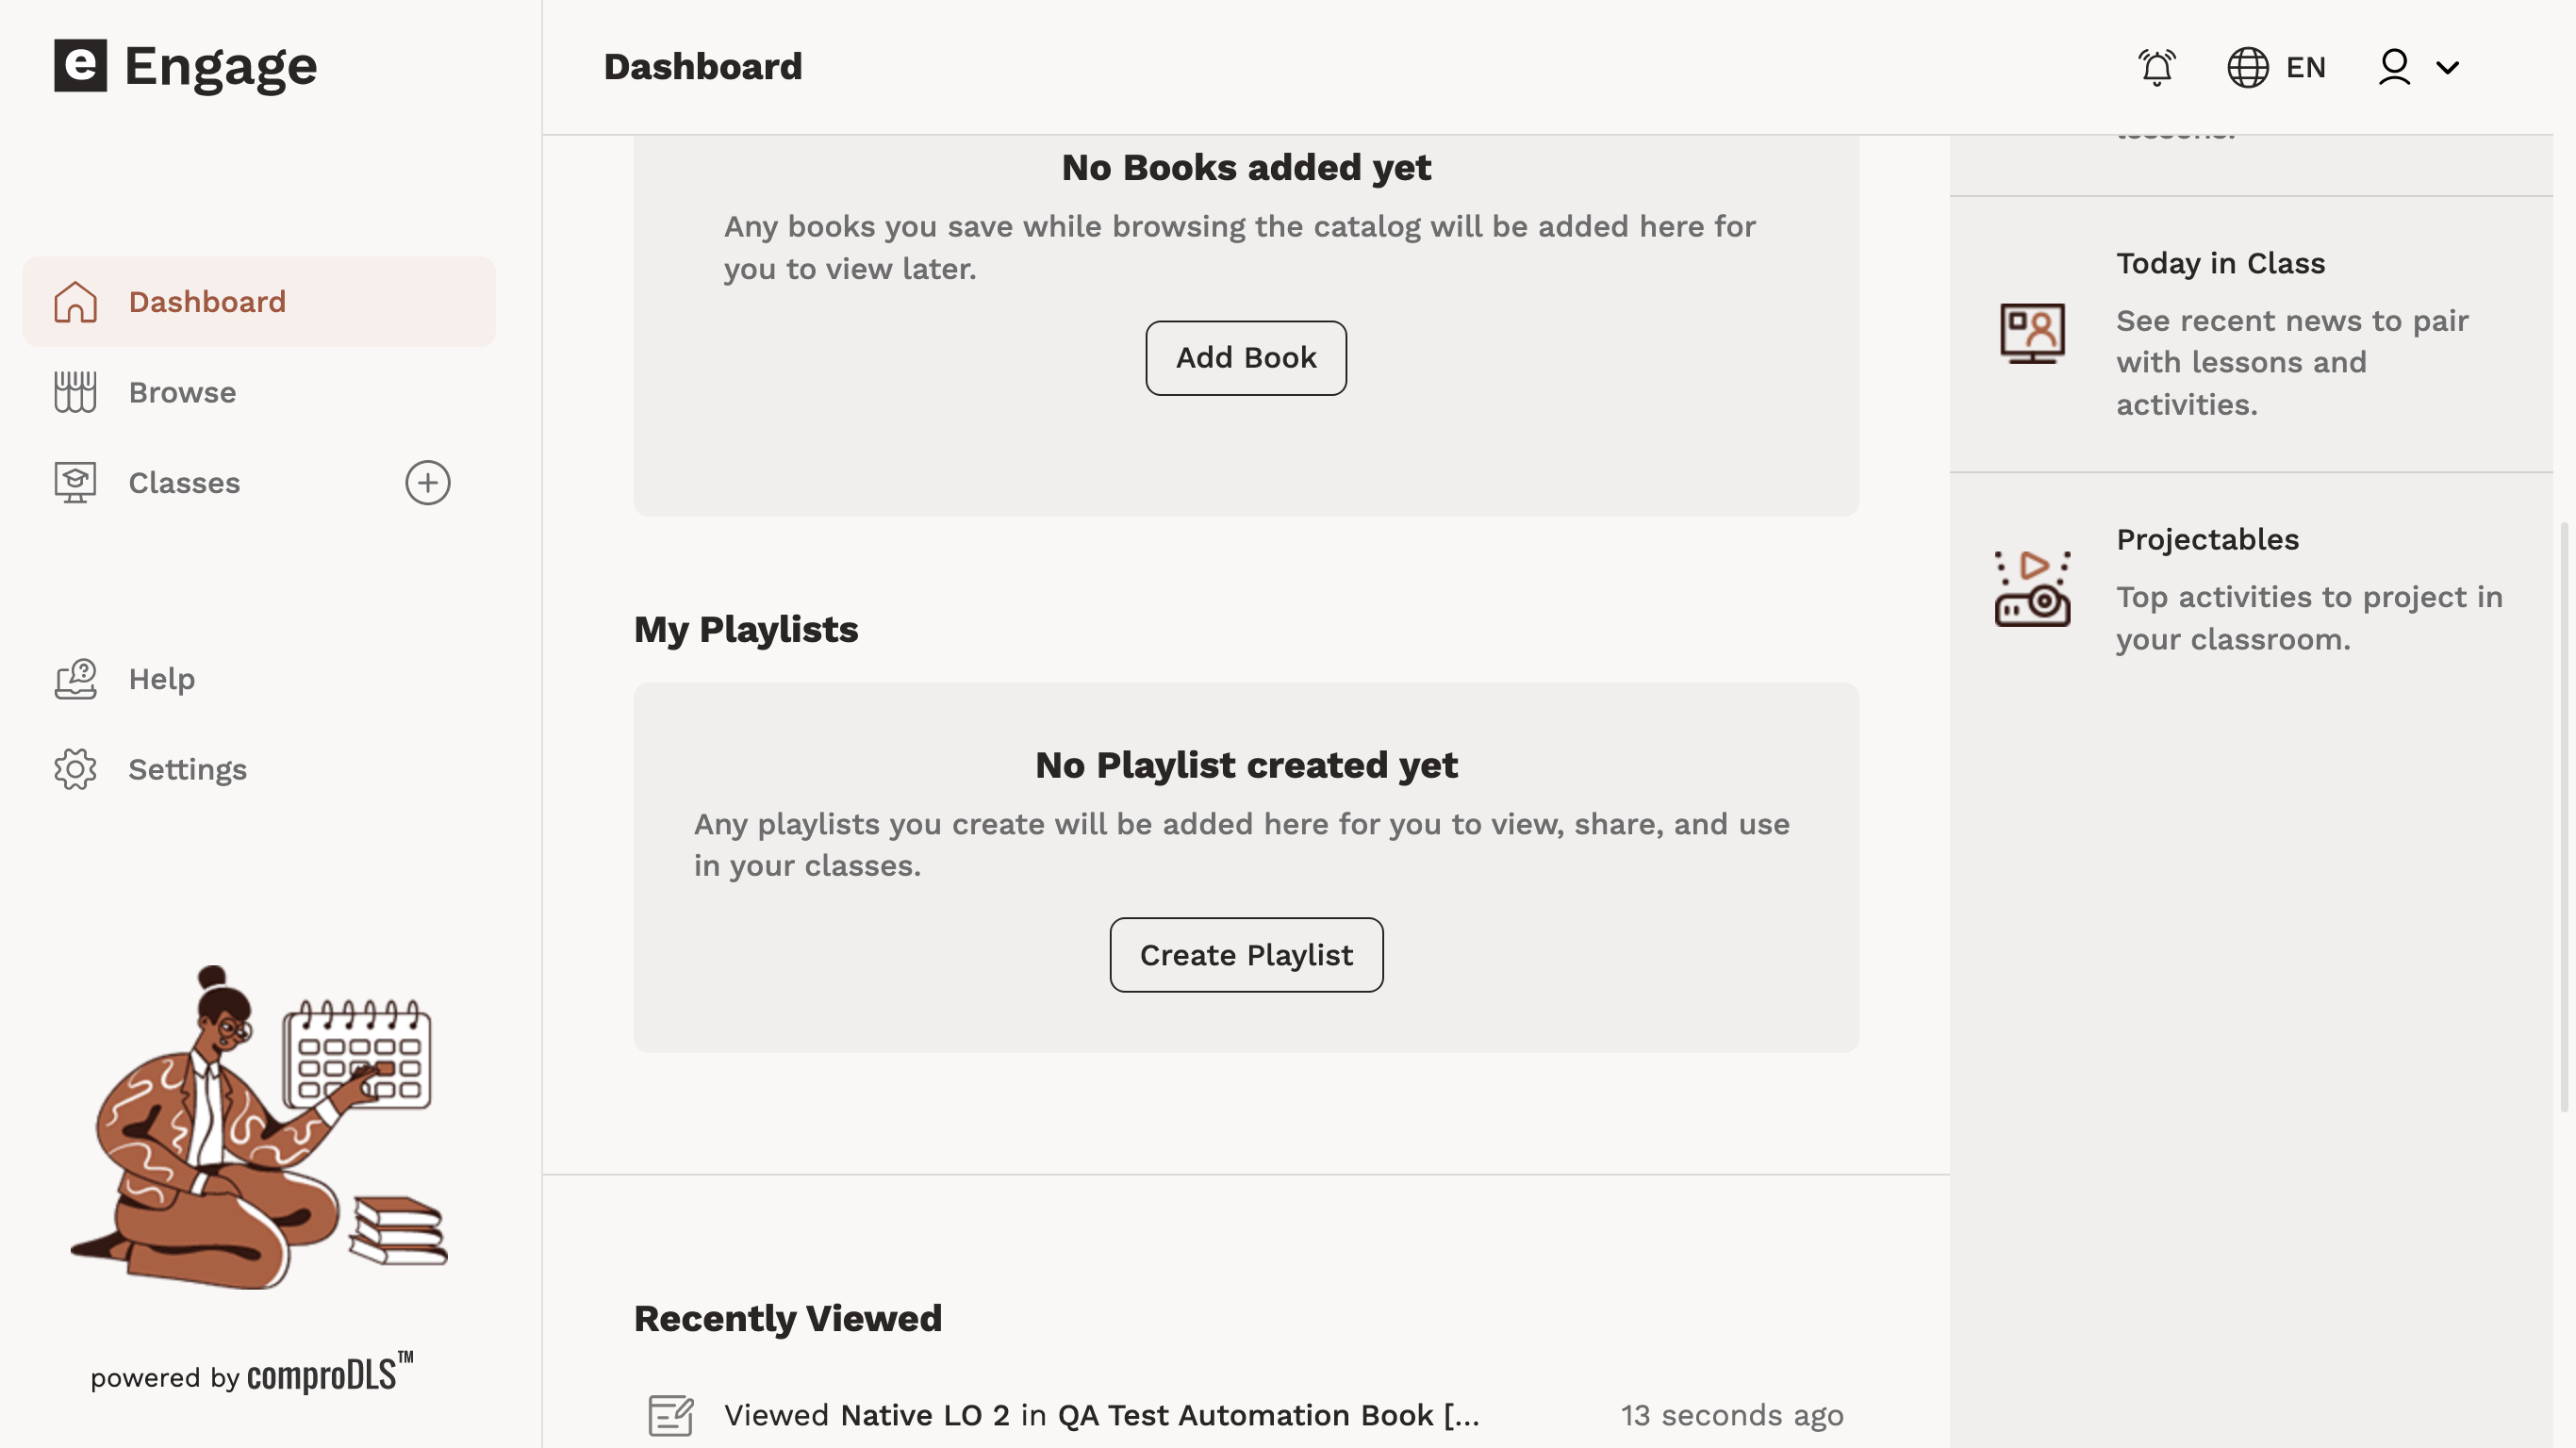 e Engage
Dashboard
EN
Dashboard
Browse
Classes
Help
Settings
powered by comproDLS™
No Books added yet
Any books you save while browsing the catalog will be added here for
you to view later.
Add Book
My Playlists
No Playlist created yet
Any playlists you create will be added here for you to view, share, and use
in your classes.
Create Playlist
Recently Viewed
Viewed Native LO 2 in QA Test Automation Book [...
13 seconds ago
lessons.
Today in Class
See recent news to pair
with lessons and
activities.
Projectables
Top activities to project in
your classroom.